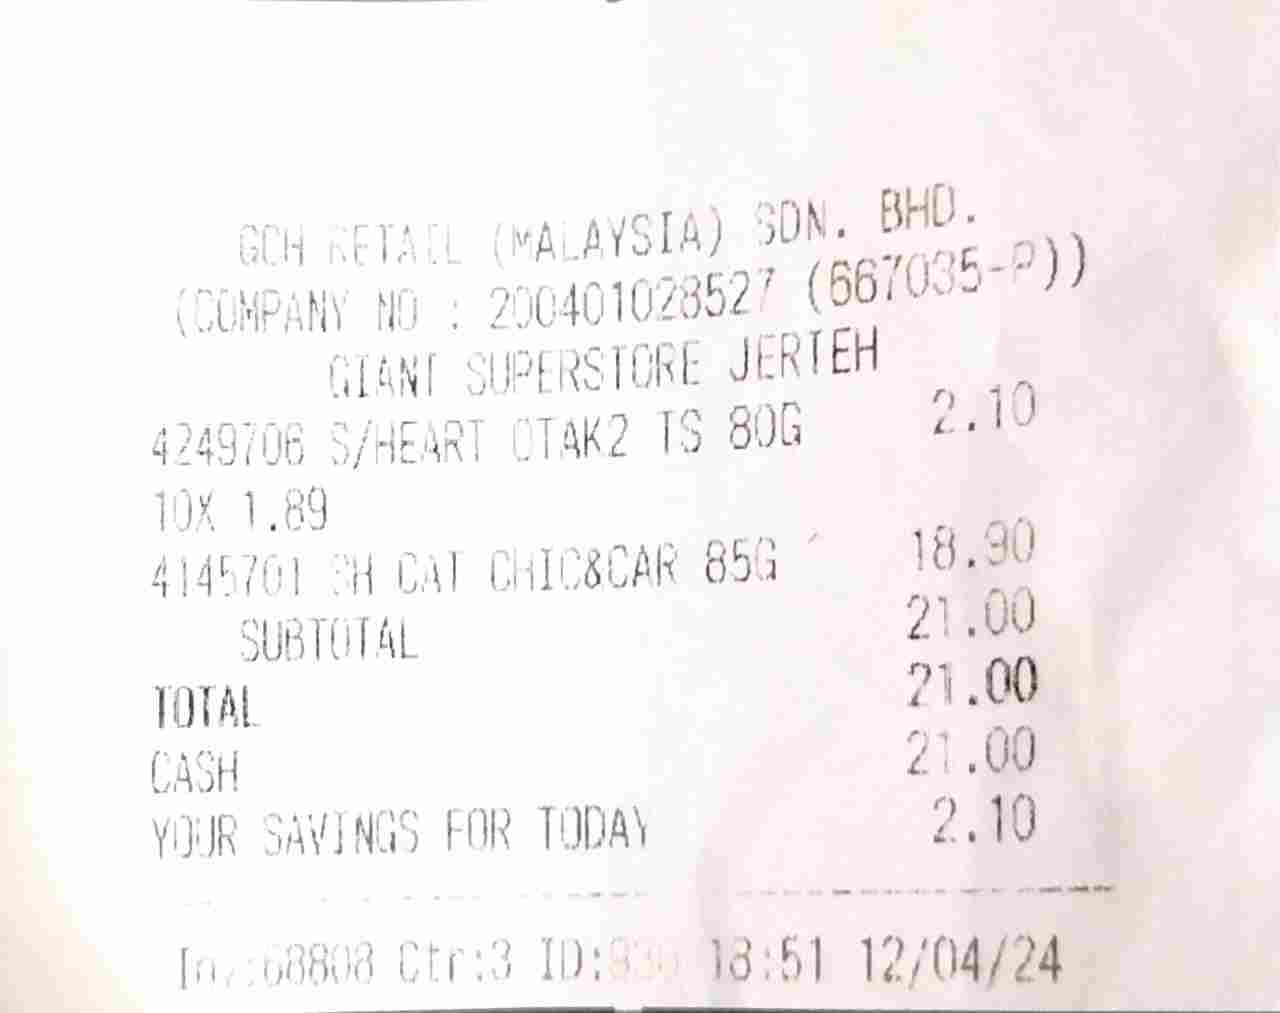 GCH RETAIL (MALAYSIA) SDN. BHD.
(COMPANY NO : 200401028527 (667035-P))
GIANT SUPERSTORE JERTEH
4249706 S/HEART OTAK2 TS 80G 2.10
10X 1.89
4145701 SH CAT CHIC&CAR 85G 18.90
SUBTOTAL 21.00
TOTAL 21.00
CASH 21.00
YOUR SAVINGS FOR TODAY 2.10
Inv:68808 Ctr:3 18:51 12/04/24